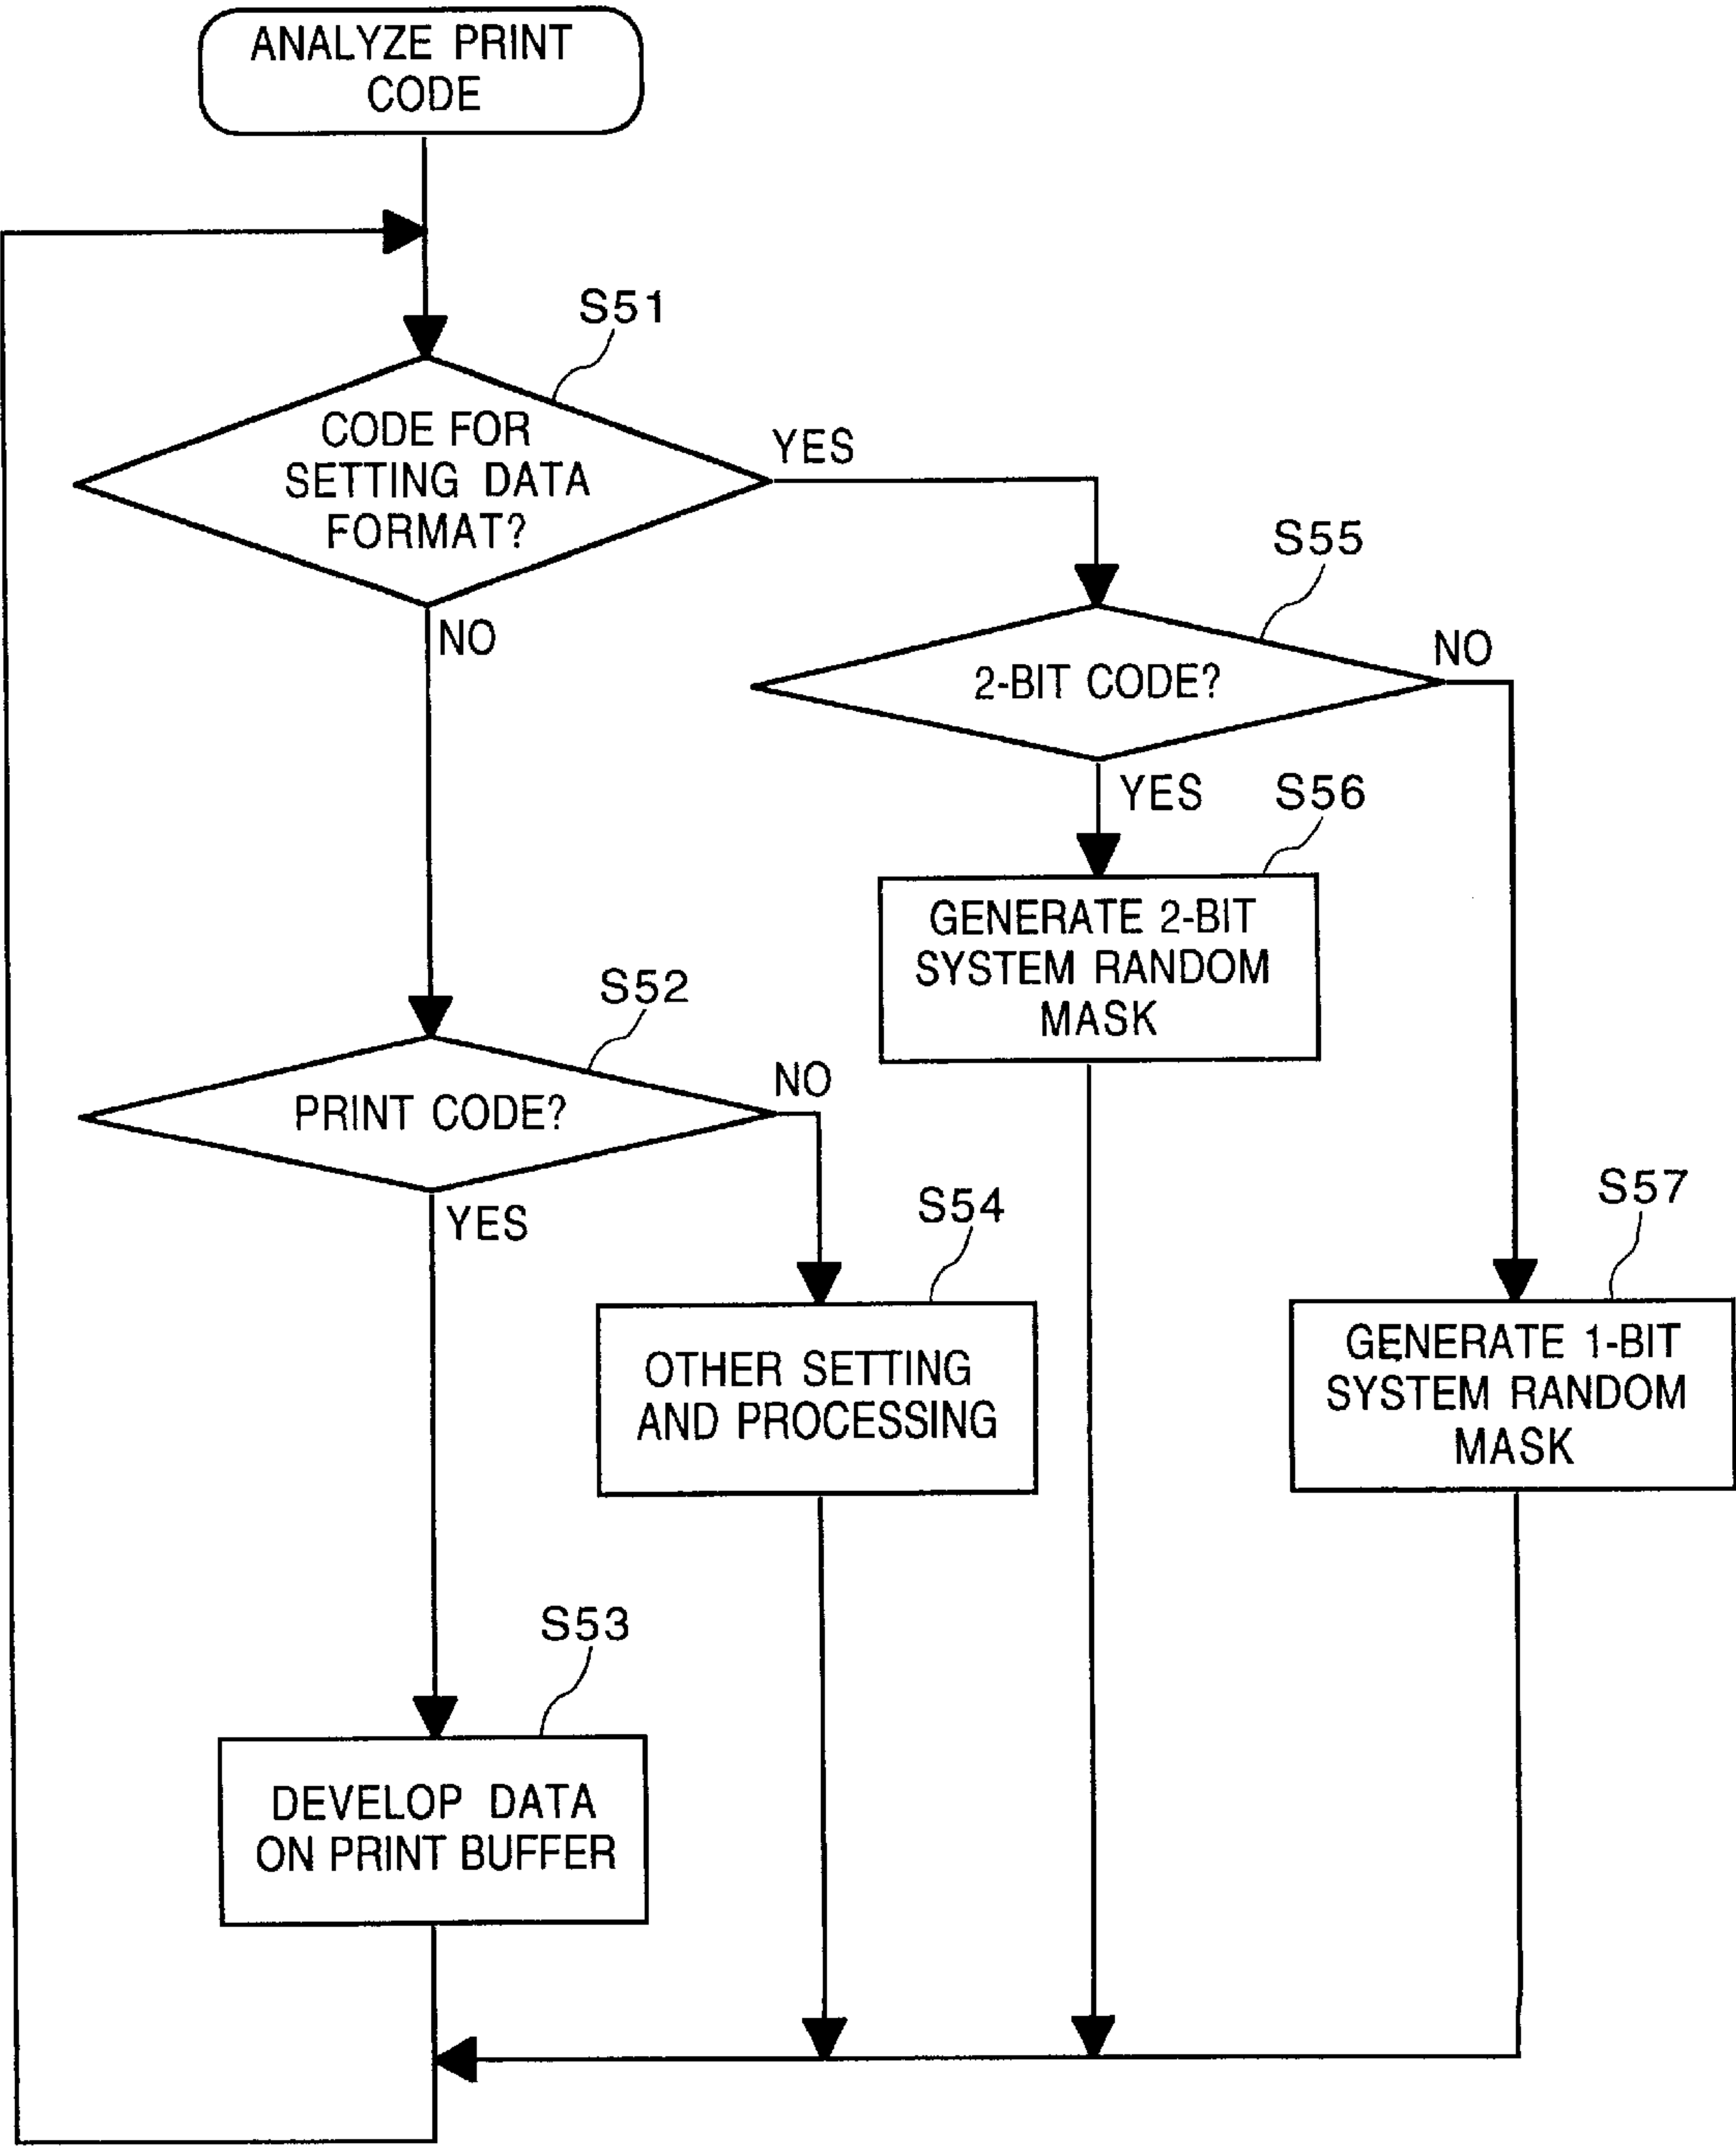 ANALYZE PRINT
CODE
S51
CODE FOR
SETTING DATA
FORMAT?
YES
NO
S55
2-BIT CODE?
NO
YES
S56
GENERATE 2-BIT
SYSTEM RANDOM
MASK
S52
PRINT CODE?
NO
YES
S54
OTHER SETTING
AND PROCESSING
S57
GENERATE 1-BIT
SYSTEM RANDOM
MASK
S53
DEVELOP DATA
ON PRINT BUFFER